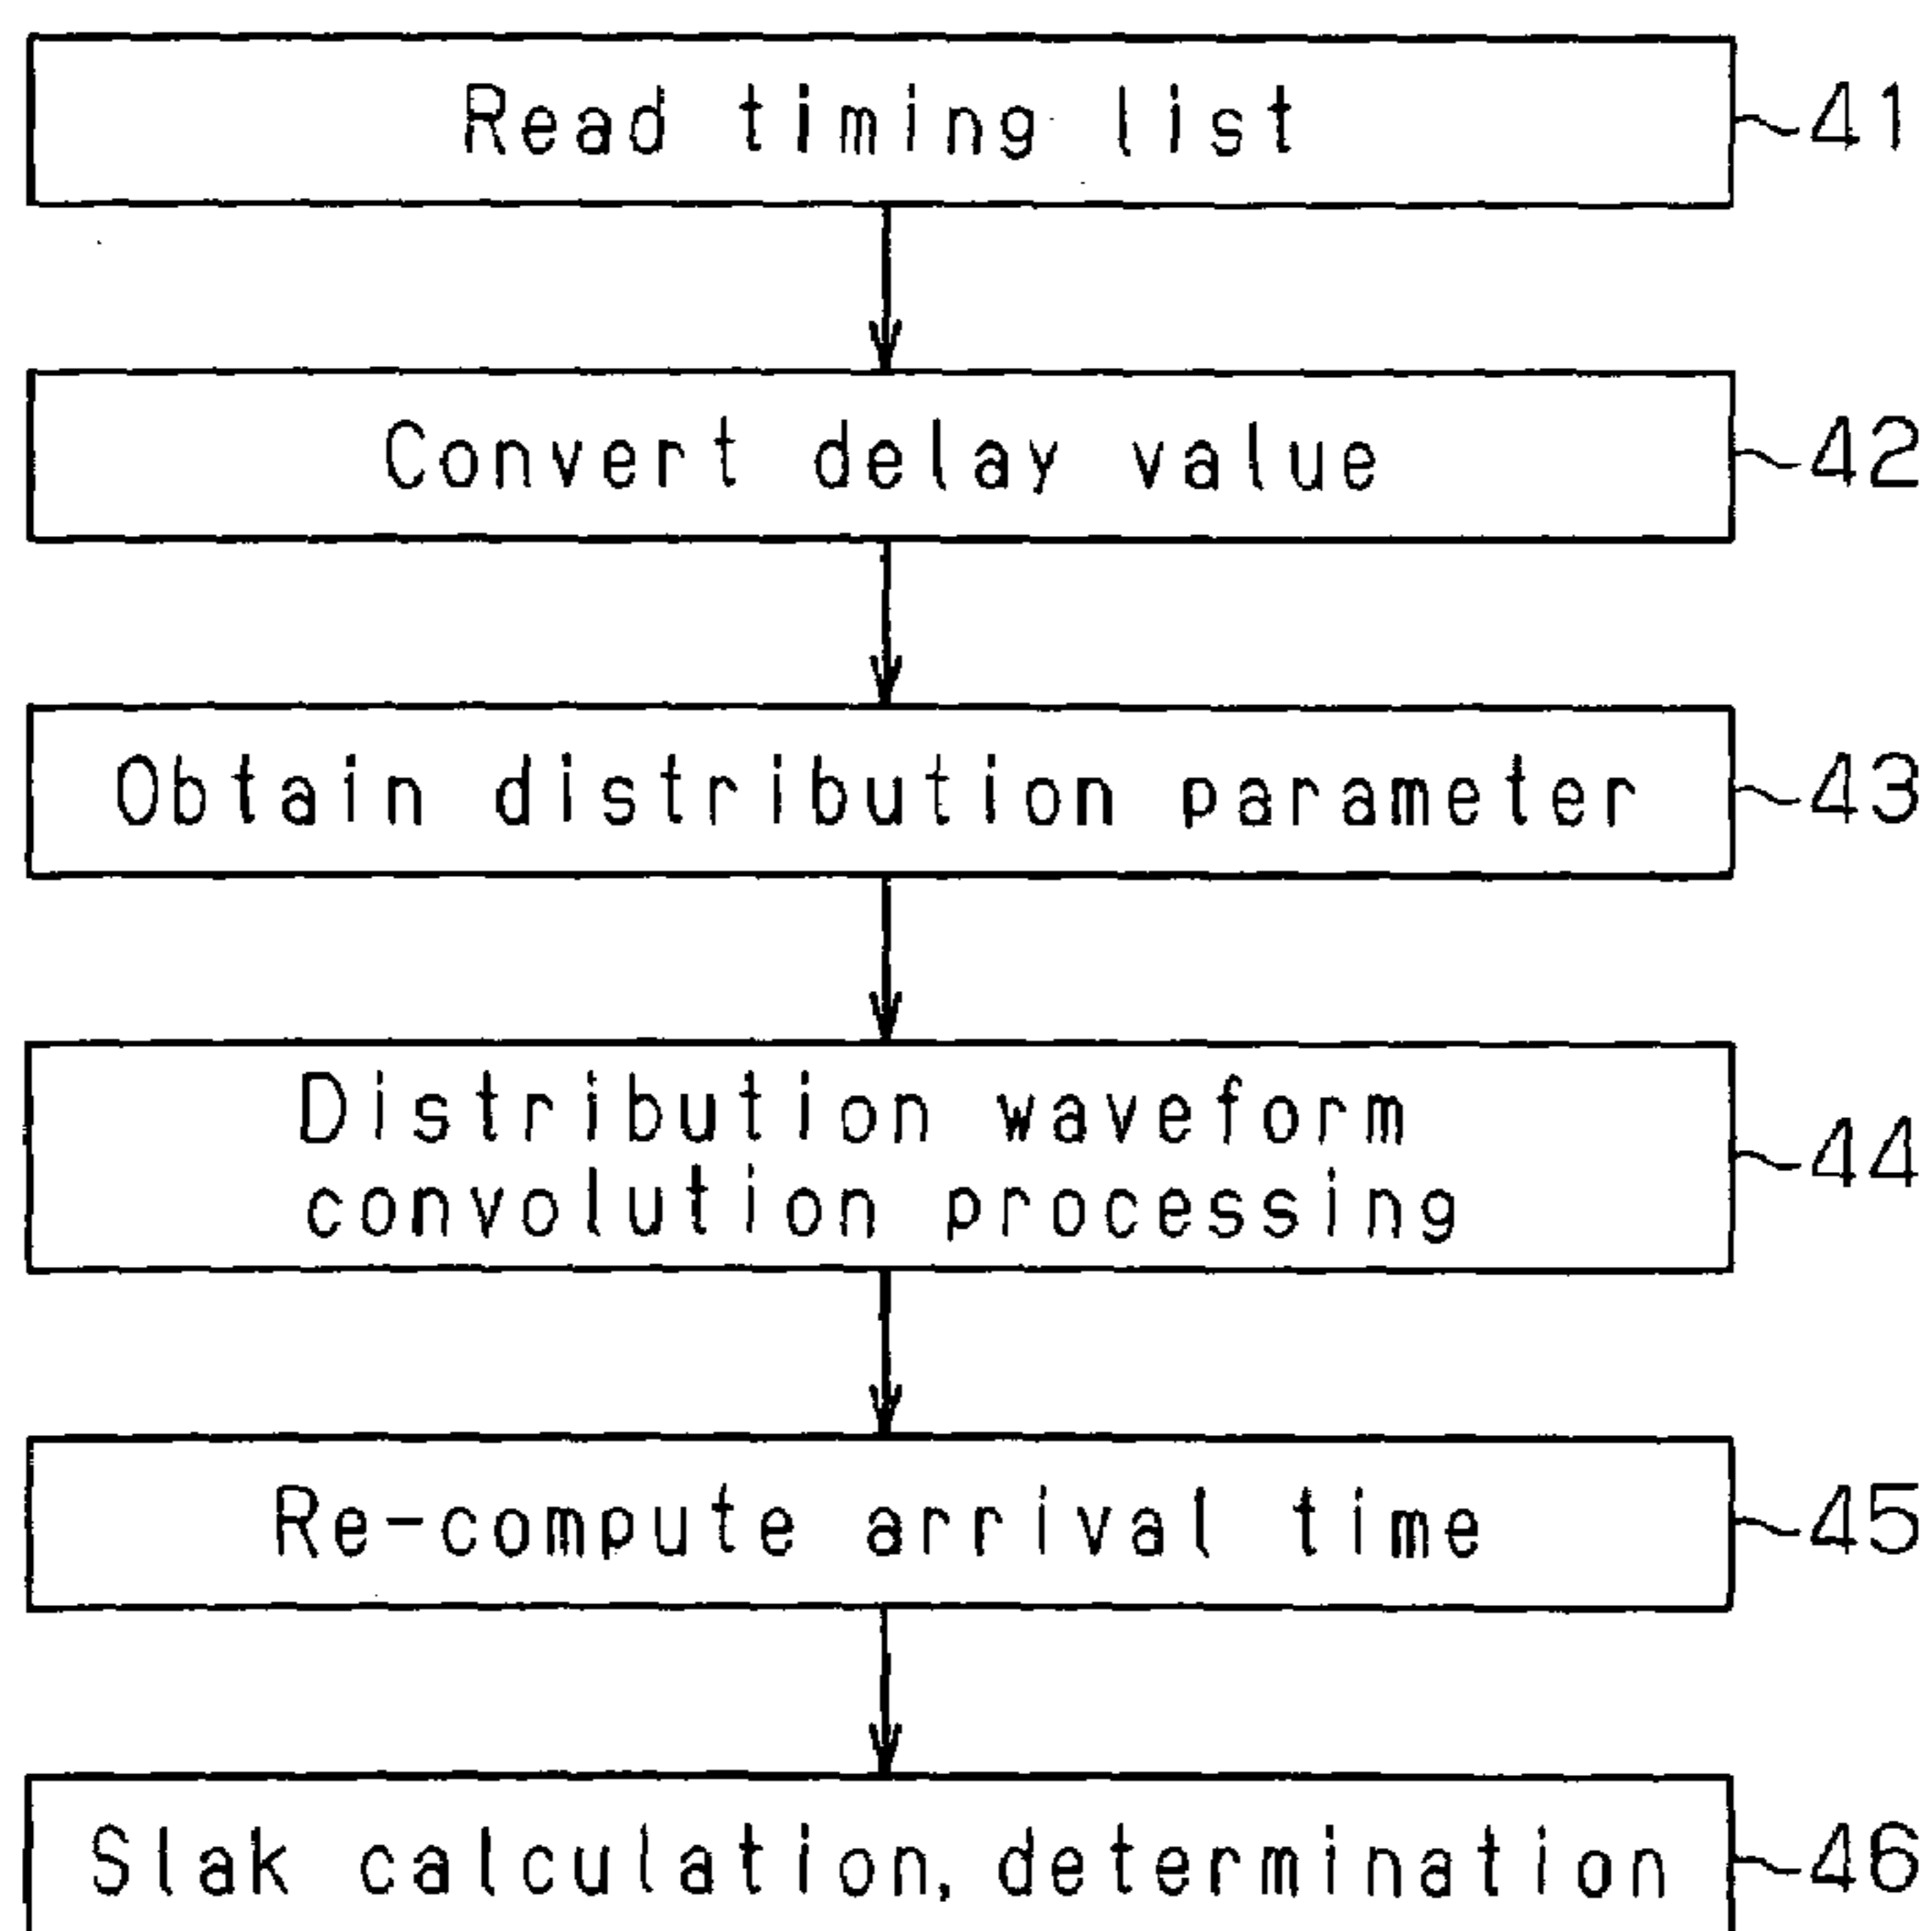 Read timing list
41
Convert delay value
42
Obtain distribution parameter
43
Distribution waveform
convolution processing
44
Re-compute arrival time
45
Slak calculation, determination
46